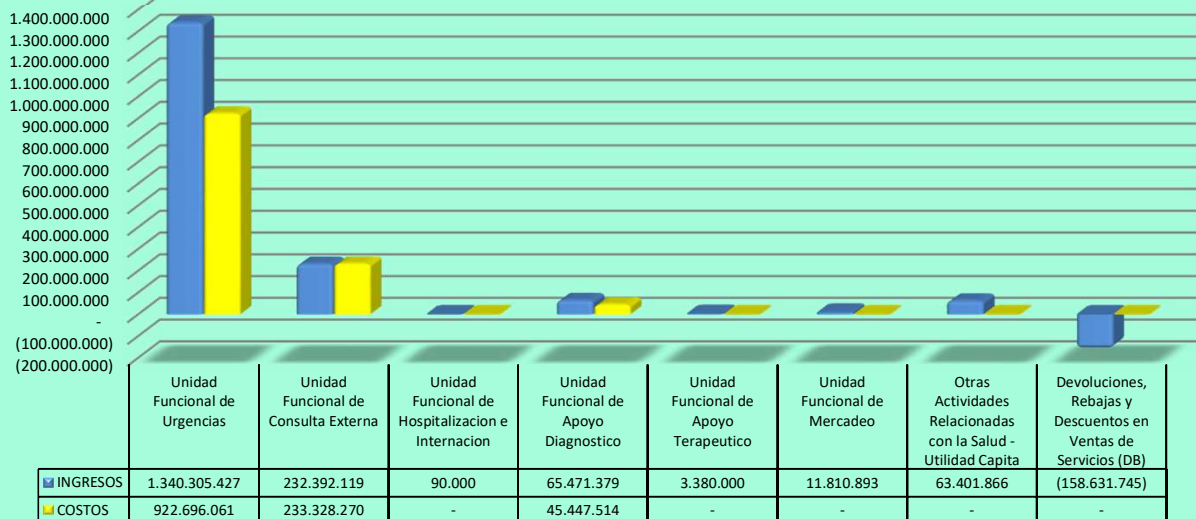 1.400.000.000
1.300.000.000
1.200.000.000
1.100.000.000
1.000.000.000
900.000.000
800.000.000
700.000.000
600.000.000
500.000.000
400.000.000
300.000.000
200.000.000
100.000.000
-
(100.000.000)
(200.000.000)
Unidad
Funcional de
Urgencias
Unidad
Funcional de
Consulta Externa
Unidad
Funcional de
Hospitalizacion e
Internacion
Unidad
Funcional de
Apoyo
Diagnostico
Unidad
Funcional de
Apoyo
Terapeutico
Unidad
Funcional de
Mercadeo
Otras
Actividades
Relacionadas
con la Salud -
Utilidad Capita
Devoluciones,
Rebajas y
Descuentos en
Ventas de
Servicios (DB)
INGRESOS 1.340.305.427 232.392.119 90.000 65.471.379 3.380.000 11.810.893 63.401.866 (158.631.745)
COSTOS 922.696.061 233.328.270 - 45.447.514 - - - -